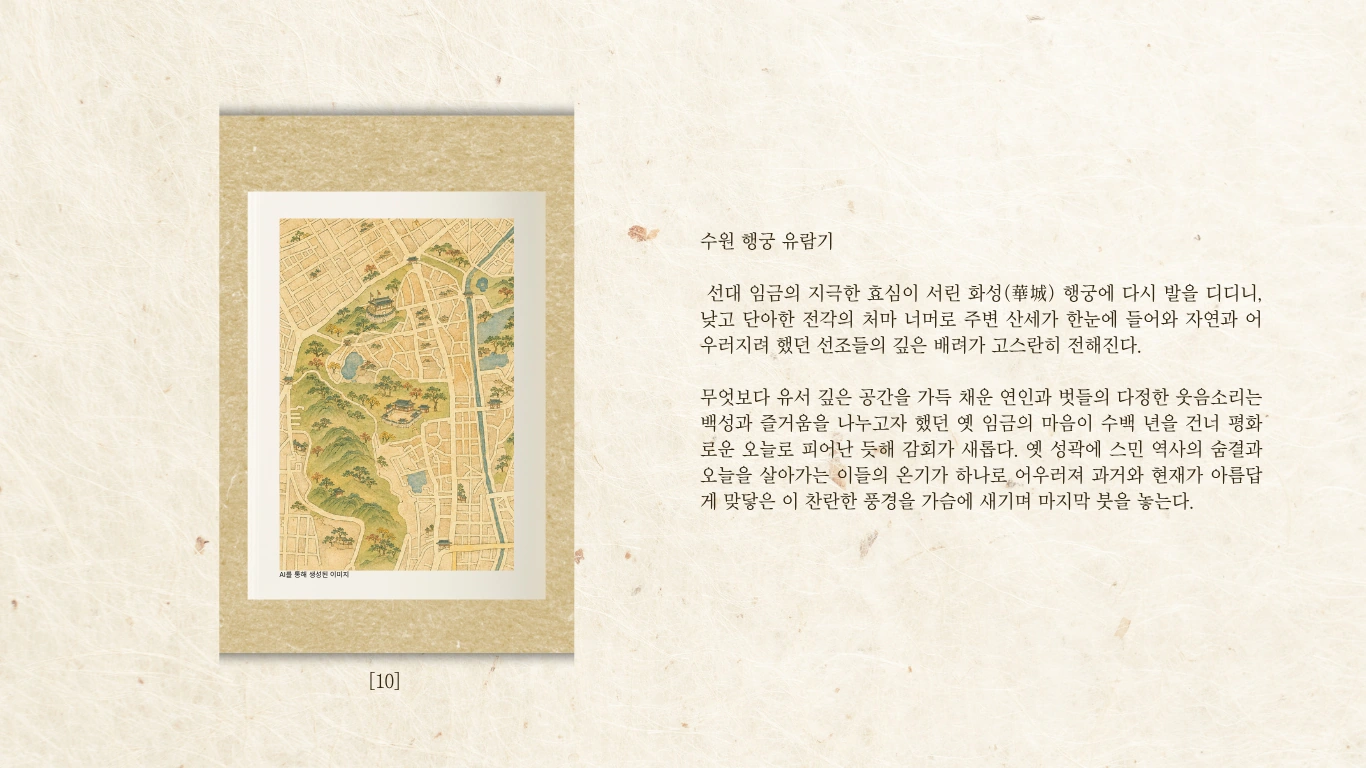 수원 행궁 유람기
선대 임금의 지극한 효심이 서린 화성(華城) 행궁에 다시 발을 디디니,
낮고 단아한 전각의 처마 너머로 주변 산세가 한눈에 들어와 자연과 어
우러지려 했던 선조들의 깊은 배려가 고스란히 전해진다.
무엇보다 유서 깊은 공간을 가득 채운 연인과 벗들의 다정한 웃음소리는
백성과 즐거움을 나누고자 했던 옛 임금의 마음이 수백 년을 건너 평화
로운 오늘로 피어난 듯해 감회가 새롭다. 옛 성곽에 스민 역사의 숨결과
오늘을 살아가는 이들의 온기가 하나로 어우러져 과거와 현재가 아름답
게 맞닿은 이 찬란한 풍경을 가슴에 새기며 마지막 붓을 놓는다.
AI를 통해 생성된 이미지
[10]